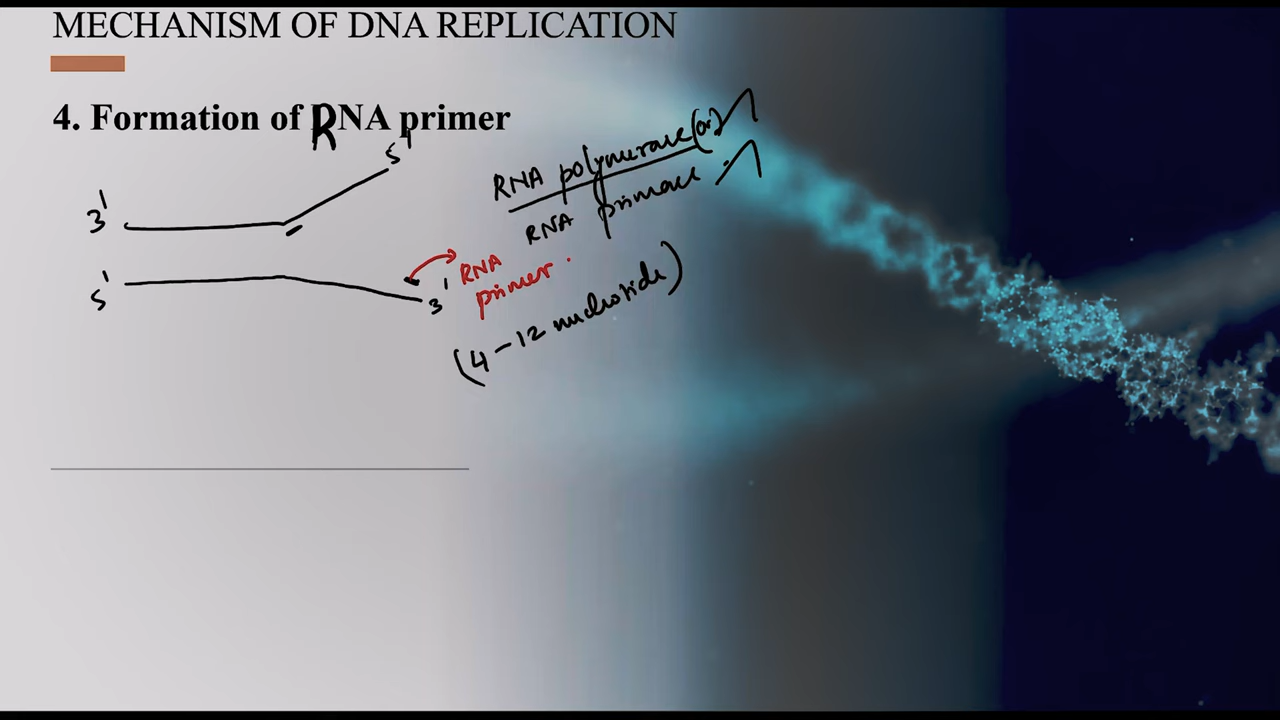 MECHANISM OF DNA REPLICATION
4. Formation of RNA primer
5'
3'
RNA polymerase (or)
RNA primase
5'
3'
RNA
primer.
(4-12 nucleotide)